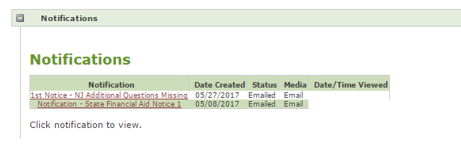 Notifications
Notifications
Notification Date Created Status Media Date/Time Viewed
1st Notice - NJ Additional Questions Missing 05/27/2017 Emailed Email
Notification - State Financial Aid Notice 1 05/08/2017 Emailed Email
Click notification to view.